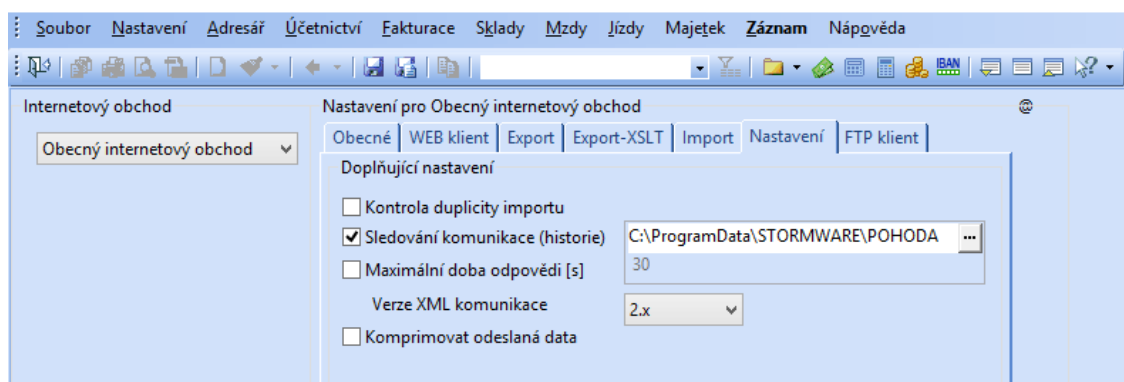 Soubor Nastavení Adresář Účetnictví Fakturace Sklady Mzdy Jízdy Majetek Záznam Nápověda
IBAN
Internetový obchod
Obecný internetový obchod
Nastavení pro Obecný internetový obchod @
Obecné WEB klient Export Export-XSLT Import Nastavení FTP klient
Doplňující nastavení
Kontrola duplicity importu
Sledování komunikace (historie) C:\ProgramData\STORMWARE\POHODA ...
Maximální doba odpovědi [s] 30
Verze XML komunikace 2.x
Komprimovat odeslaná data